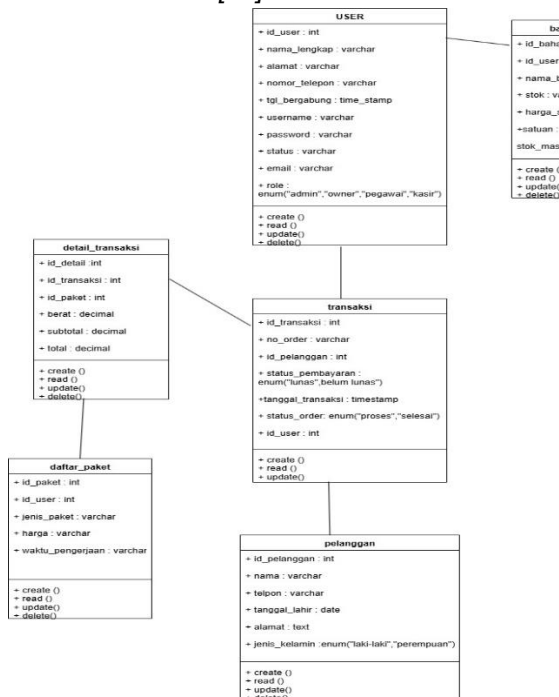 USER
+ id_user : int
+ nama_lengkap : varchar
+ alamat : varchar
+ nomor_telepon : varchar
+ tgl_bergabung : time_stamp
+ username : varchar
+ password : varchar
+ status : varchar
+ email : varchar
+ role :
enum("admin","owner","pegawai","kasir")
+ create ()
+ read ()
+ update()
+ delete()
+ id_user
+ stok :
+satuan :
+ create
+ read ()
+ update(
+ delete()
detail_transaksi
+ id_detail :int
+ id_transaksi : int
+ id_paket : int
+ berat : decimal
+ subtotal : decimal
+ total : decimal
+ create ()
+ read ()
+ update()
+ delete()
transaksi
+ id_transaksi : int
+ no_order : varchar
+ id_pelanggan : int
+ status_pembayaran :
enum("lunas",belum lunas")
+tanggal_transaksi : timestamp
+ status_order: enum("proses","selesai")
+ id_user : int
+ create ()
+ read ()
+ update()
daftar_paket
+ id_paket : int
+ id_user : int
+ jenis_paket : varchar
+ harga : varchar
+ waktu_pengerjaan : varchar
+ create ()
+ read ()
+ update()
+ delete()
pelanggan
+ id_pelanggan : int
+ nama : varchar
+ telpon : varchar
+ tanggal_lahir : date
+ alamat : text
+ jenis_kelamin :enum("laki-laki","perempuan")
+ create ()
+ read ()
+ update()
+ delete()